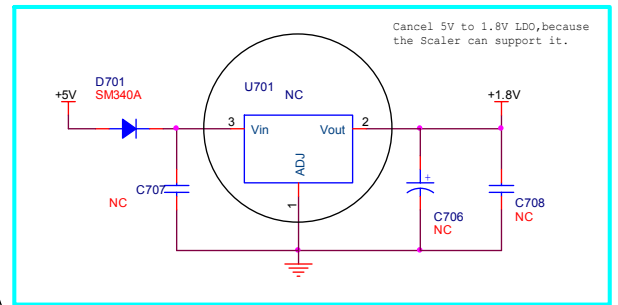 Cancel 5V to 1.8V LDO,because
the Scaler can support it.
D701
SM340A
+5V
U701
NC
+1.8V
3
Vin
Vout
2
ADJ
1
C707
NC
C706
NC
C708
NC
+